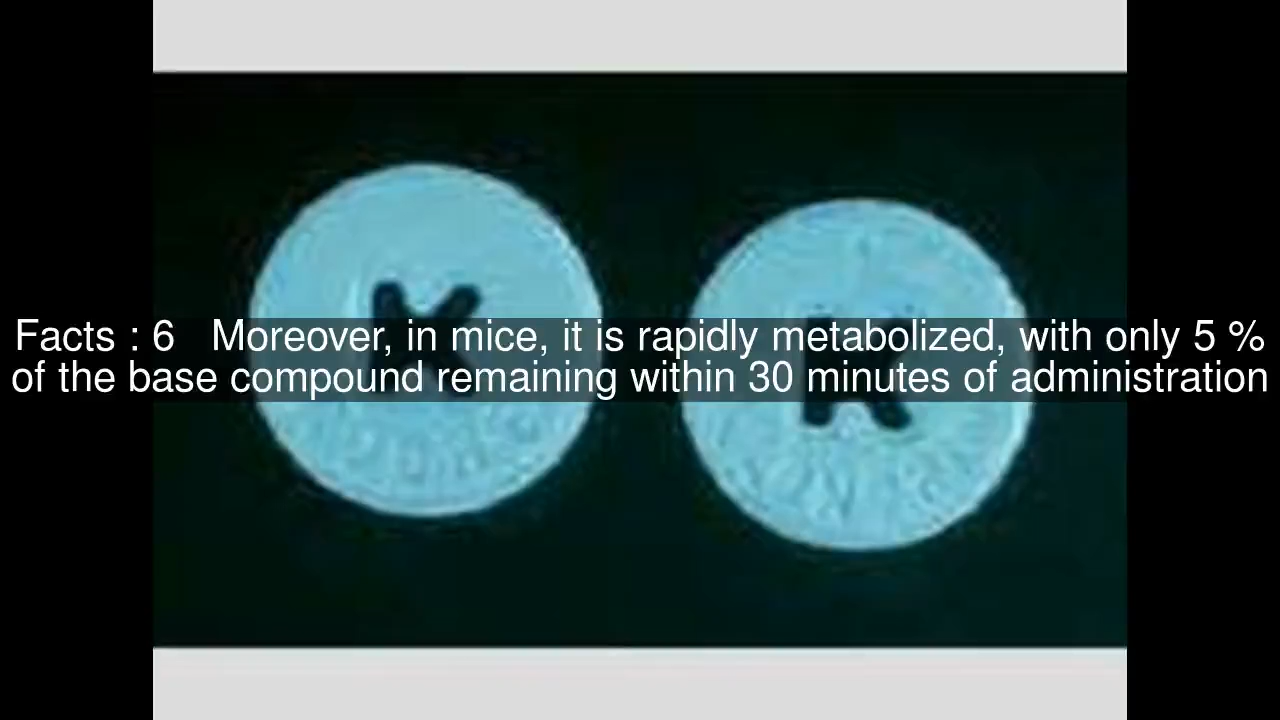 Facts : 6   Moreover, in mice, it is rapidly metabolized, with only 5 %
of the base compound remaining within 30 minutes of administration
K
K